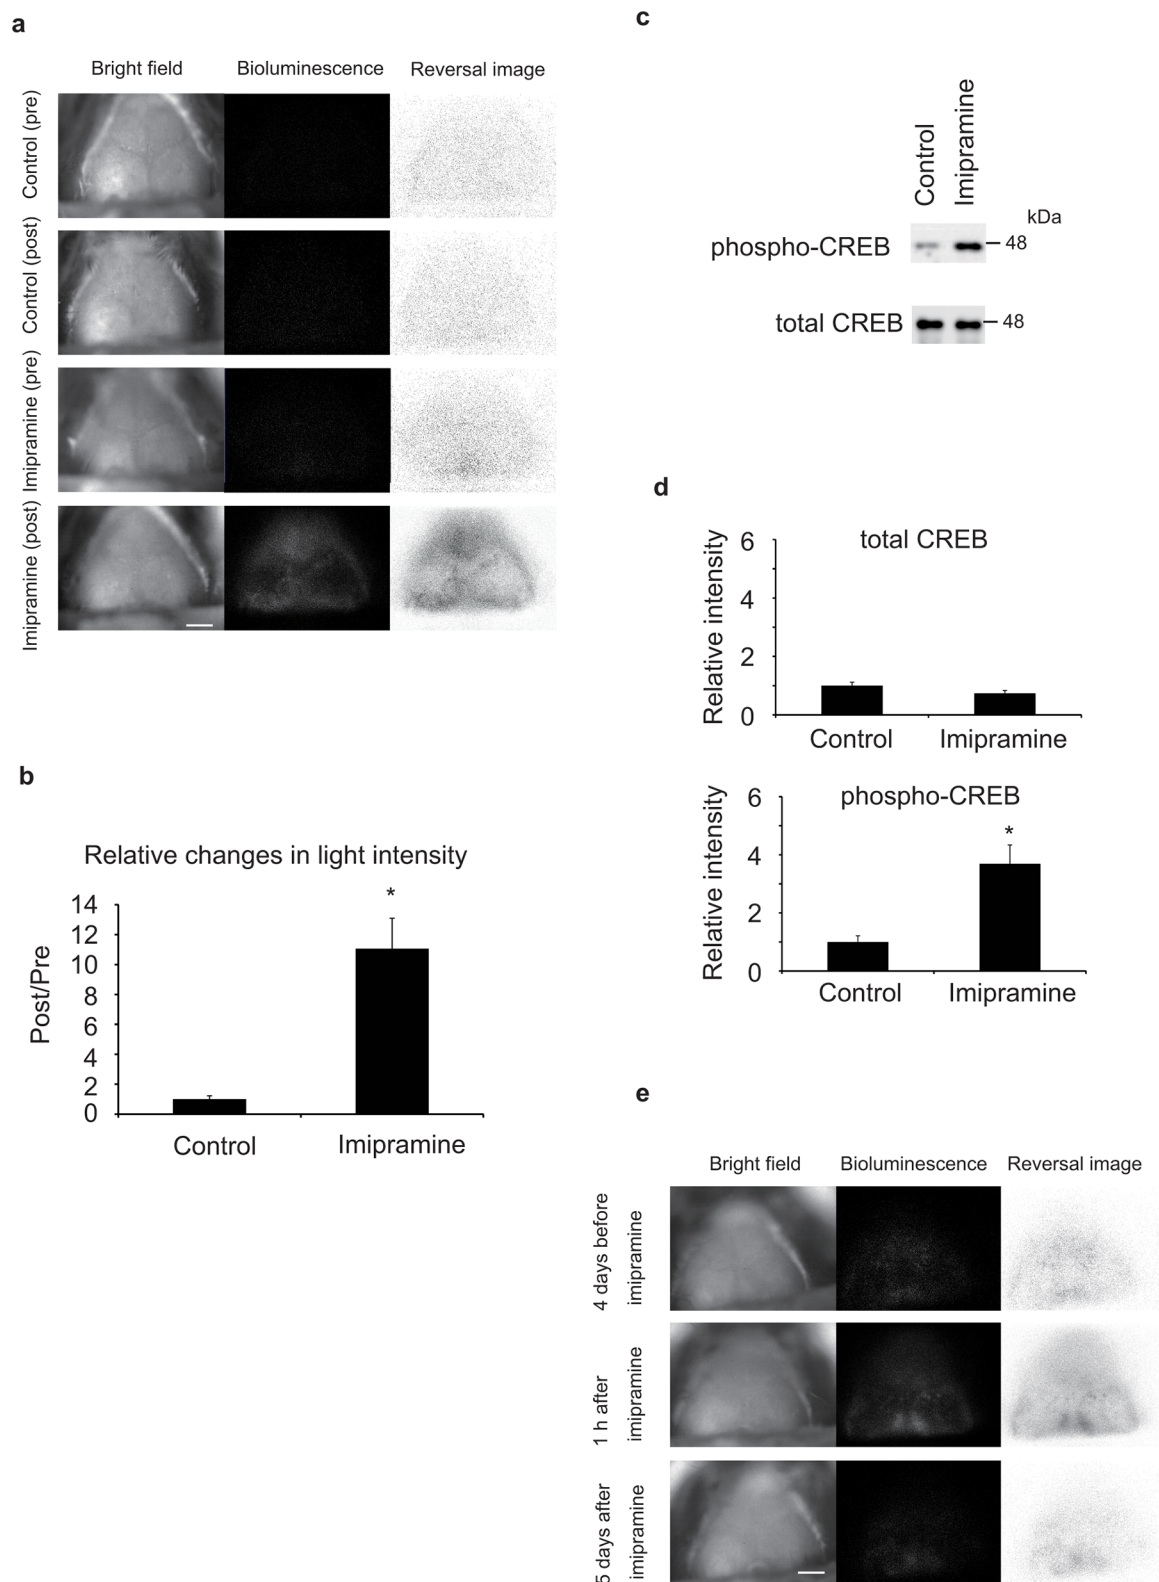 a
Bright field
Bioluminescence
Reversal image
Control (pre)
Control (post)
Imipramine (pre)
Imipramine (post)
b
Relative changes in light intensity
Post/Pre
14
12
10
8
6
4
2
0
*
Control
Imipramine
c
Control
Imipramine
kDa
phospho-CREB
48
total CREB
48
d
total CREB
Relative intensity
6
4
2
0
Control
Imipramine
phospho-CREB
Relative intensity
6
4
2
0
*
Control
Imipramine
e
Bright field
Bioluminescence
Reversal image
4 days before
imipramine
1 h after
imipramine
5 days after
imipramine